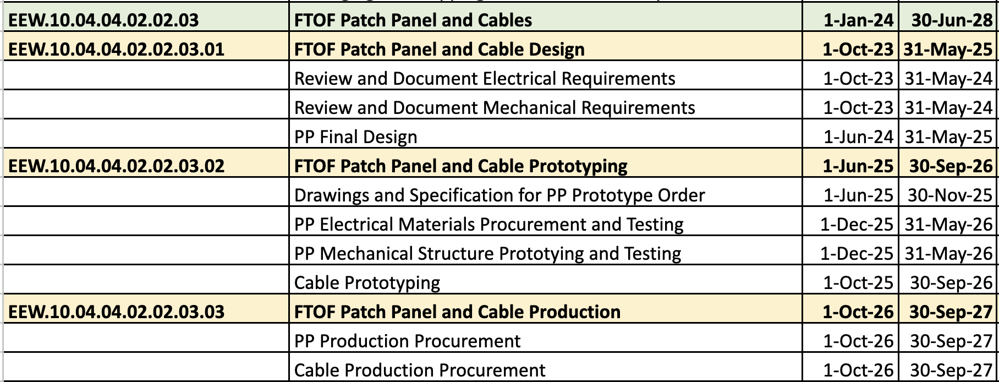 EEW.10.04.04.02.02.03 FTOF Patch Panel and Cables 1-Jan-24 30-Jun-28
EEW.10.04.04.02.02.03.01 FTOF Patch Panel and Cable Design 1-Oct-23 31-May-25
Review and Document Electrical Requirements 1-Oct-23 31-May-24
Review and Document Mechanical Requirements 1-Oct-23 31-May-24
PP Final Design 1-Jun-24 31-May-25
EEW.10.04.04.02.02.03.02 FTOF Patch Panel and Cable Prototyping 1-Jun-25 30-Sep-26
Drawings and Specification for PP Prototype Order 1-Jun-25 30-Nov-25
PP Electrical Materials Procurement and Testing 1-Dec-25 31-May-26
PP Mechanical Structure Prototying and Testing 1-Dec-25 31-May-26
Cable Prototyping 1-Oct-25 30-Sep-26
EEW.10.04.04.02.02.03.03 FTOF Patch Panel and Cable Production 1-Oct-26 30-Sep-27
PP Production Procurement 1-Oct-26 30-Sep-27
Cable Production Procurement 1-Oct-26 30-Sep-27